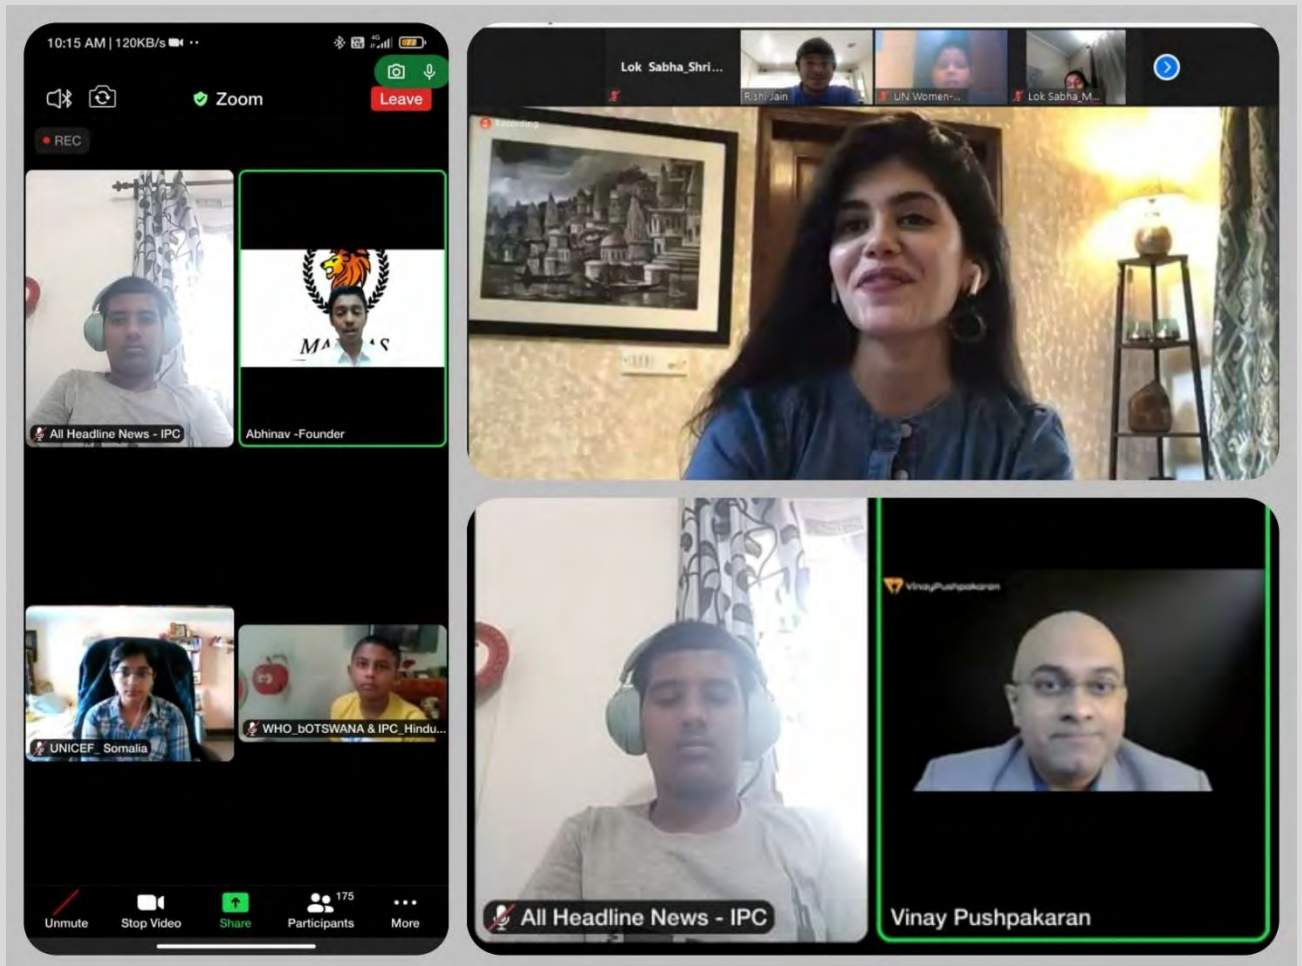 10:15 AM | 120KB/s
4G
Zoom
Leave
REC
All Headline News - IPC
Abhinav -Founder
UNICEF_ Somalia
WHO_bOTSWANA & IPC_Hindu...
Unmute
Stop Video
Share
Participants
175
More
Lok Sabha_Shri...
Rishi Jain
UN Women-...
Lok Sabha_M...
Recording
VinayPushpakaran
All Headline News - IPC
Vinay Pushpakaran